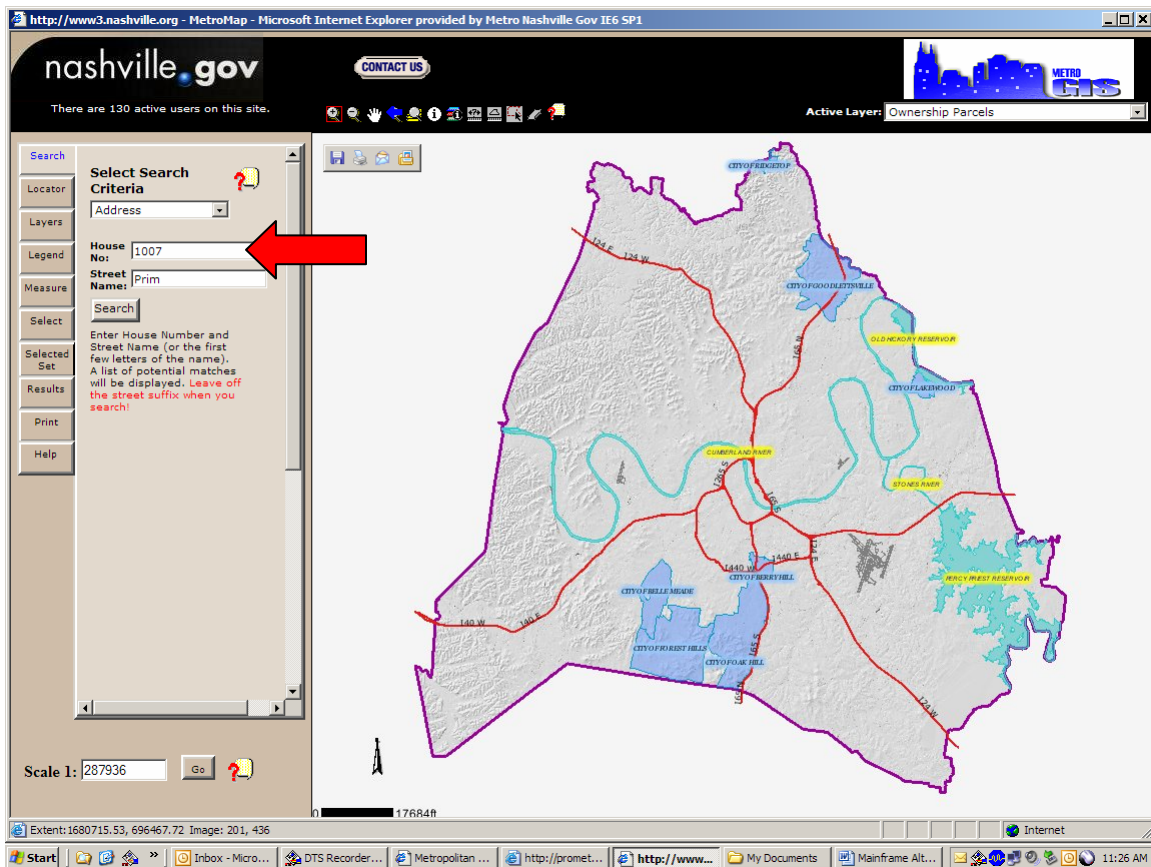 http://www3.nashville.org - MetroMap - Microsoft Internet Explorer provided by Metro Nashville Gov IE6 SP1
nashville.gov
CONTACT US
METRO
GIS
There are 130 active users on this site.
Active Layer: Ownership Parcels
Search
Locator
Layers
Legend
Measure
Select
Selected
Set
Results
Print
Help
Select Search
Criteria
Address
House
No: 1007
Street
Name: Prim
Search
Enter House Number and
Street Name (or the first
few letters of the name).
A list of potential matches
will be displayed. Leave off
the street suffix when you
search!
Scale 1: 287936 Go
CITY OF RIDGETOP
I24 E
I24 W
CITY OF GOODLETTSVILLE
I65 N
OLD HICKORY RESERVOIR
CITY OF LAKEWOOD
CUMBERLAND RIVER
I265 S
I65 S
STONES RIVER
I24 E
I440 W
I440 E
CITY OF BERRY HILL
PERCY PRIEST RESERVOIR
CITY OF BELLE MEADE
I40 W
I40 E
CITY OF FOREST HILLS
CITY OF OAK HILL
I65 S
I65 N
I24 W
0 17684ft
Extent:1680715.53, 696467.72 Image: 201, 436
Internet
Start
»
Inbox - Micro...
DTS Recorder...
Metropolitan ...
http://promet...
http://www...
My Documents
Mainframe Alt...
11:26 AM